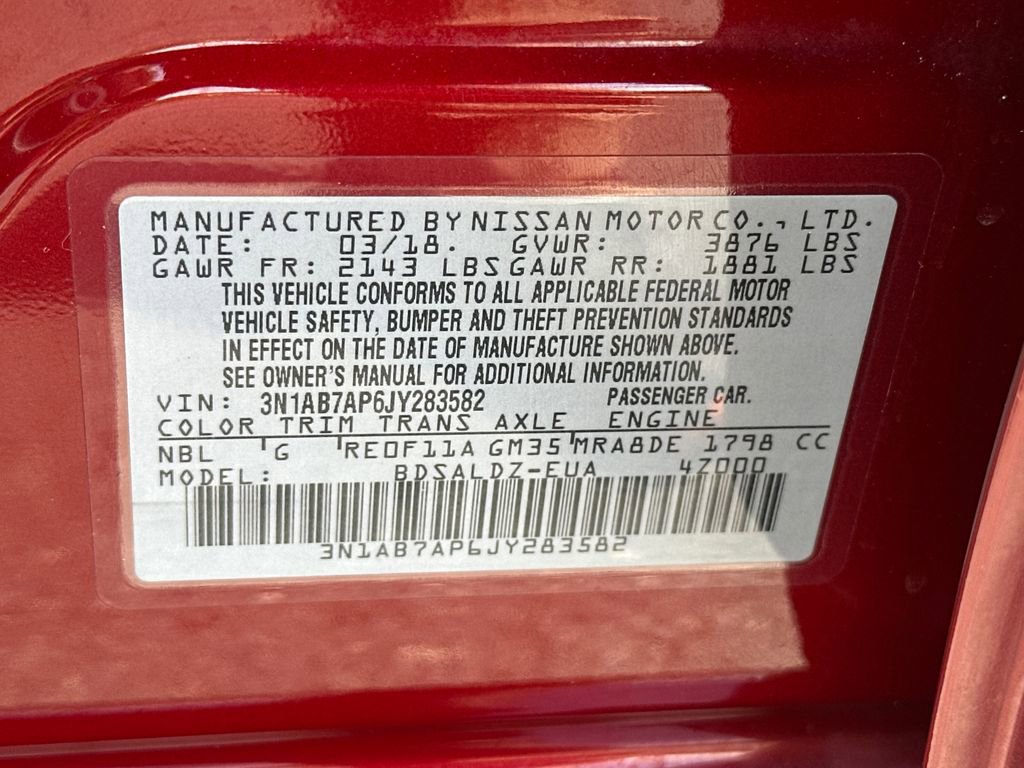 MANUFACTURED BY NISSAN MOTOR CO., LTD.
DATE: 03/18. GVWR: 3876 LBS
GAWR FR: 2143 LBS GAWR RR: 1881 LBS
THIS VEHICLE CONFORMS TO ALL APPLICABLE FEDERAL MOTOR
VEHICLE SAFETY, BUMPER AND THEFT PREVENTION STANDARDS
IN EFFECT ON THE DATE OF MANUFACTURE SHOWN ABOVE.
SEE OWNER'S MANUAL FOR ADDITIONAL INFORMATION.
VIN: 3N1AB7AP6JY283582 PASSENGER CAR.
COLOR TRIM TRANS AXLE ENGINE
NBL G RE0F11A GM35 MRA8DE 1798 CC
MODEL: BDSALDZ-EUA 4Z000
3N1AB7AP6JY283582